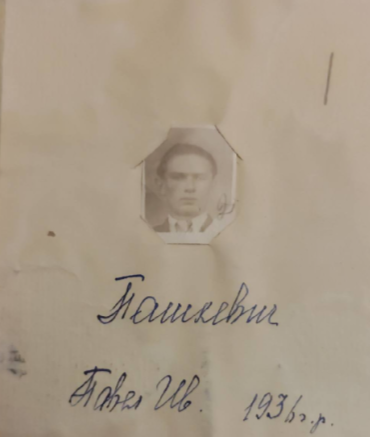 Пашкевич
Павел Ив. 1936 г.р.